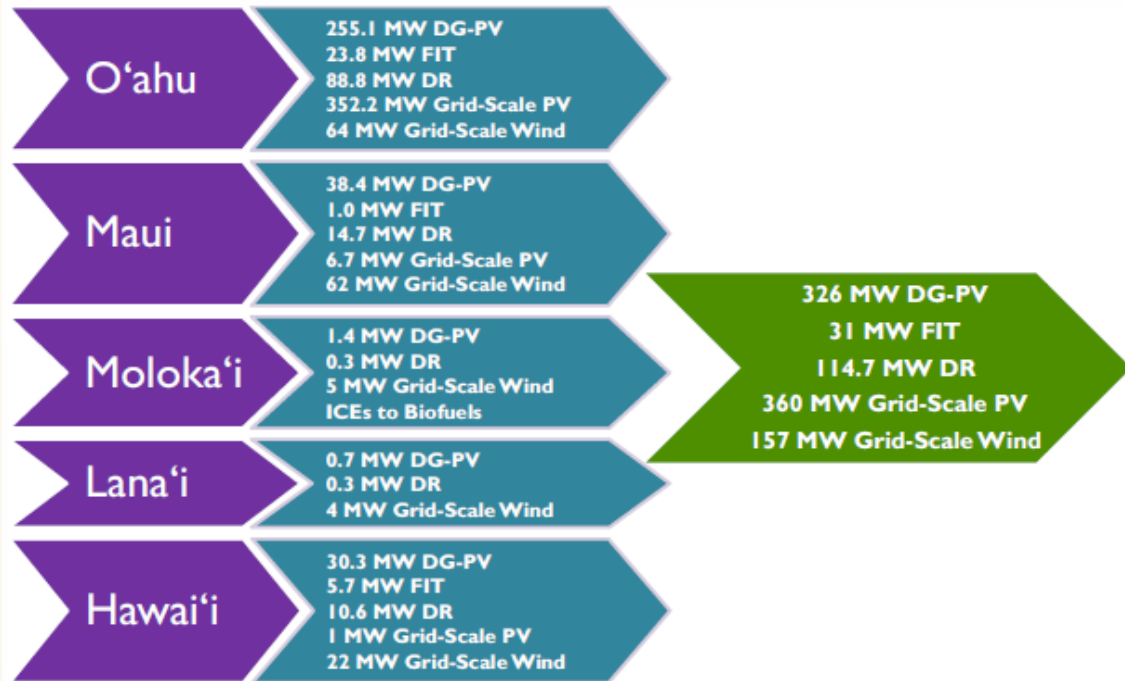 Oʻahu
255.1 MW DG-PV
23.8 MW FIT
88.8 MW DR
352.2 MW Grid-Scale PV
64 MW Grid-Scale Wind
Maui
38.4 MW DG-PV
1.0 MW FIT
14.7 MW DR
6.7 MW Grid-Scale PV
62 MW Grid-Scale Wind
Molokaʻi
1.4 MW DG-PV
0.3 MW DR
5 MW Grid-Scale Wind
ICEs to Biofuels
Lanaʻi
0.7 MW DG-PV
0.3 MW DR
4 MW Grid-Scale Wind
Hawaiʻi
30.3 MW DG-PV
5.7 MW FIT
10.6 MW DR
1 MW Grid-Scale PV
22 MW Grid-Scale Wind
326 MW DG-PV
31 MW FIT
114.7 MW DR
360 MW Grid-Scale PV
157 MW Grid-Scale Wind